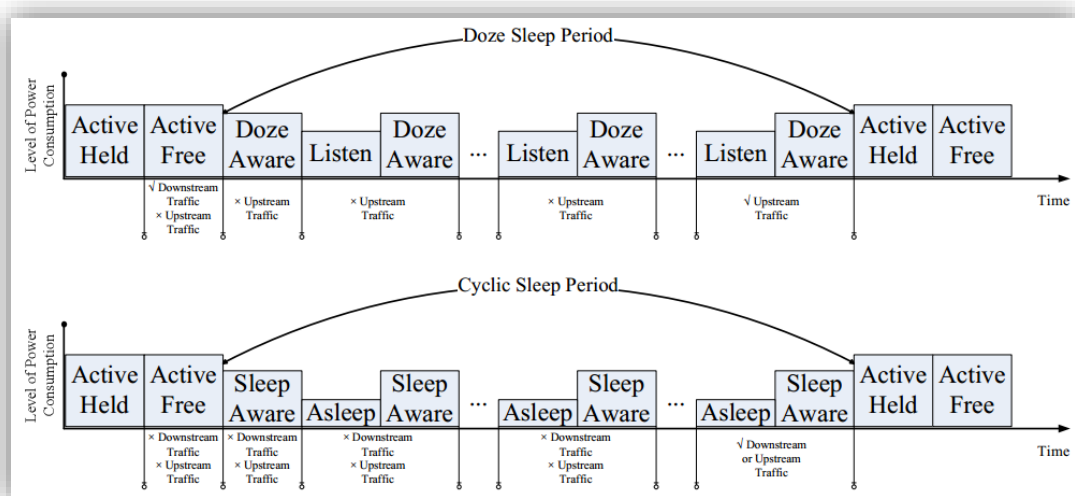 Doze Sleep Period
Level of Power
Consumption
Active
Held
Active
Free
Doze
Aware
Listen
Doze
Aware
...
Listen
Doze
Aware
...
Listen
Doze
Aware
Active
Held
Active
Free
√ Downstream
Traffic
× Upstream
Traffic
× Upstream
Traffic
× Upstream
Traffic
× Upstream
Traffic
√ Upstream
Traffic
Time
Cyclic Sleep Period
Level of Power
Consumption
Active
Held
Active
Free
Sleep
Aware
Asleep
Sleep
Aware
...
Asleep
Sleep
Aware
...
Asleep
Sleep
Aware
Active
Held
Active
Free
× Downstream
Traffic
× Upstream
Traffic
× Downstream
Traffic
× Upstream
Traffic
× Downstream
Traffic
× Upstream
Traffic
× Downstream
Traffic
× Upstream
Traffic
√ Downstream
or Upstream
Traffic
Time